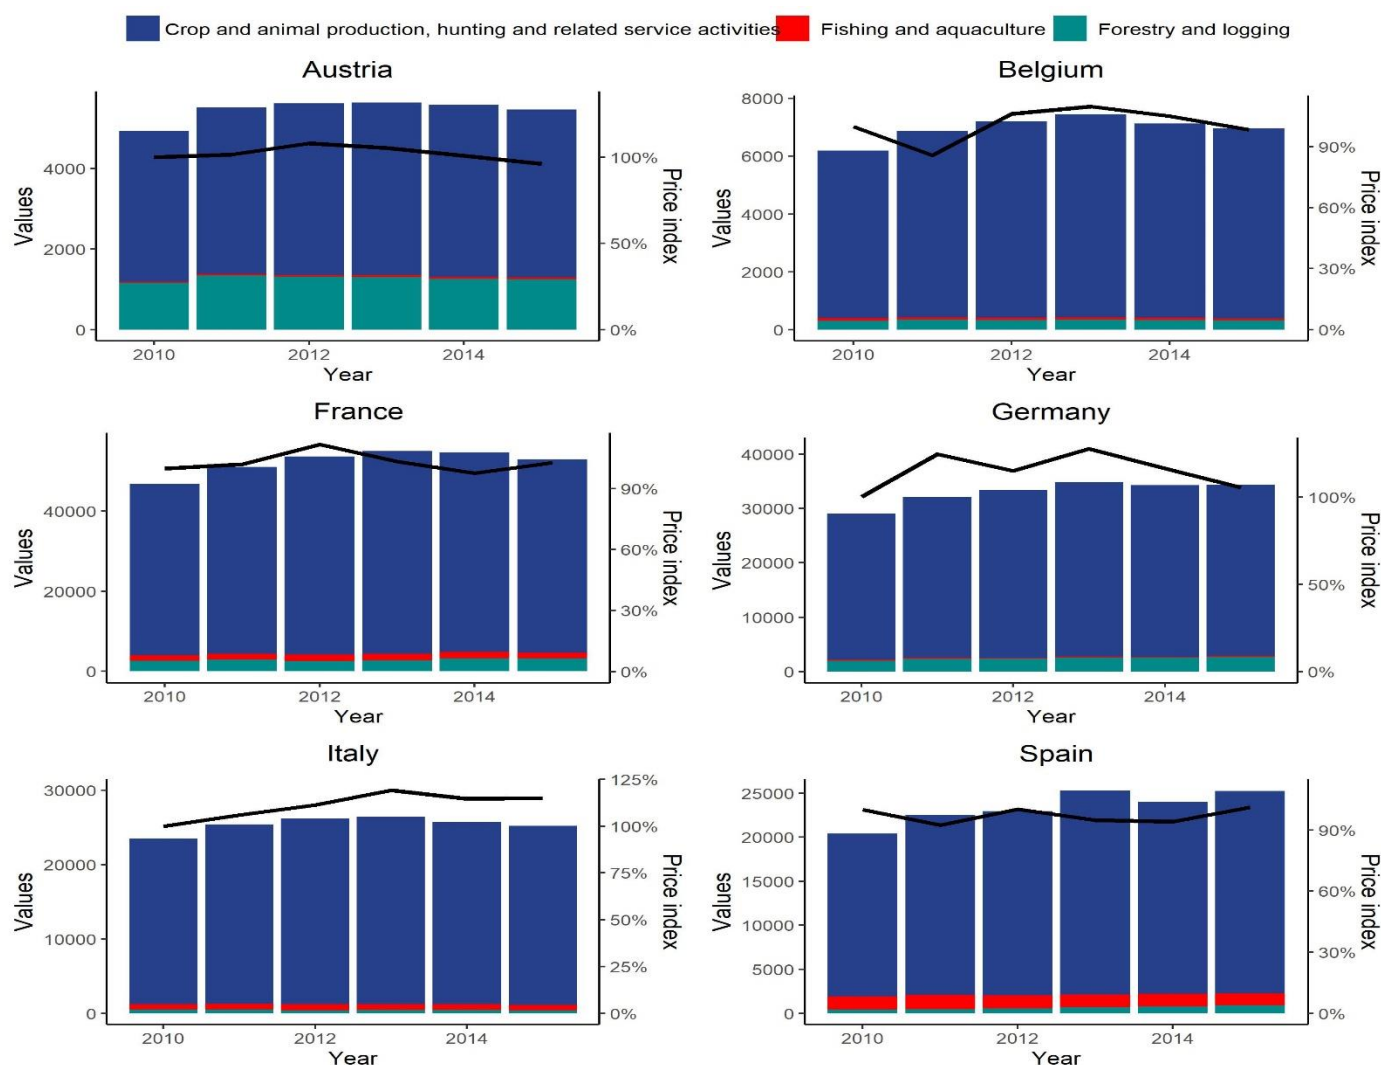 Crop and animal production, hunting and related service activities Fishing and aquaculture Forestry and logging
Austria
Values
4000
2000
0
100%
50%
0%
Price index
2010 2012 2014
Year
Belgium
Values
8000
6000
4000
2000
0
90%
60%
30%
0%
Price index
2010 2012 2014
Year
France
Values
40000
20000
0
90%
60%
30%
0%
Price index
2010 2012 2014
Year
Germany
Values
40000
30000
20000
10000
0
100%
50%
0%
Price index
2010 2012 2014
Year
Italy
Values
30000
20000
10000
0
125%
100%
75%
50%
25%
0%
Price index
2010 2012 2014
Year
Spain
Values
25000
20000
15000
10000
5000
0
90%
60%
30%
0%
Price index
2010 2012 2014
Year